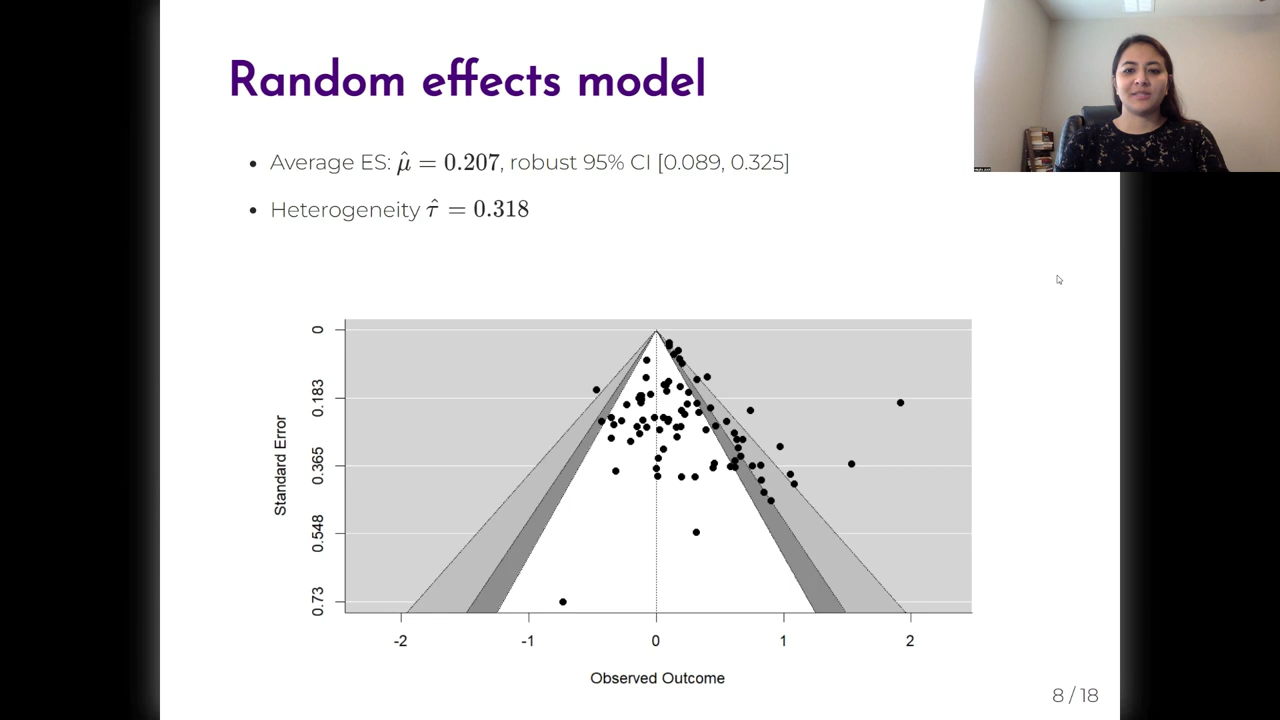 Random effects model
• Average ES: μ̂ = 0.207, robust 95% CI [0.089, 0.325]
• Heterogeneity τ̂ = 0.318
Standard Error
0
0.183
0.365
0.548
0.73
-2 -1 0 1 2
Observed Outcome
8 / 18